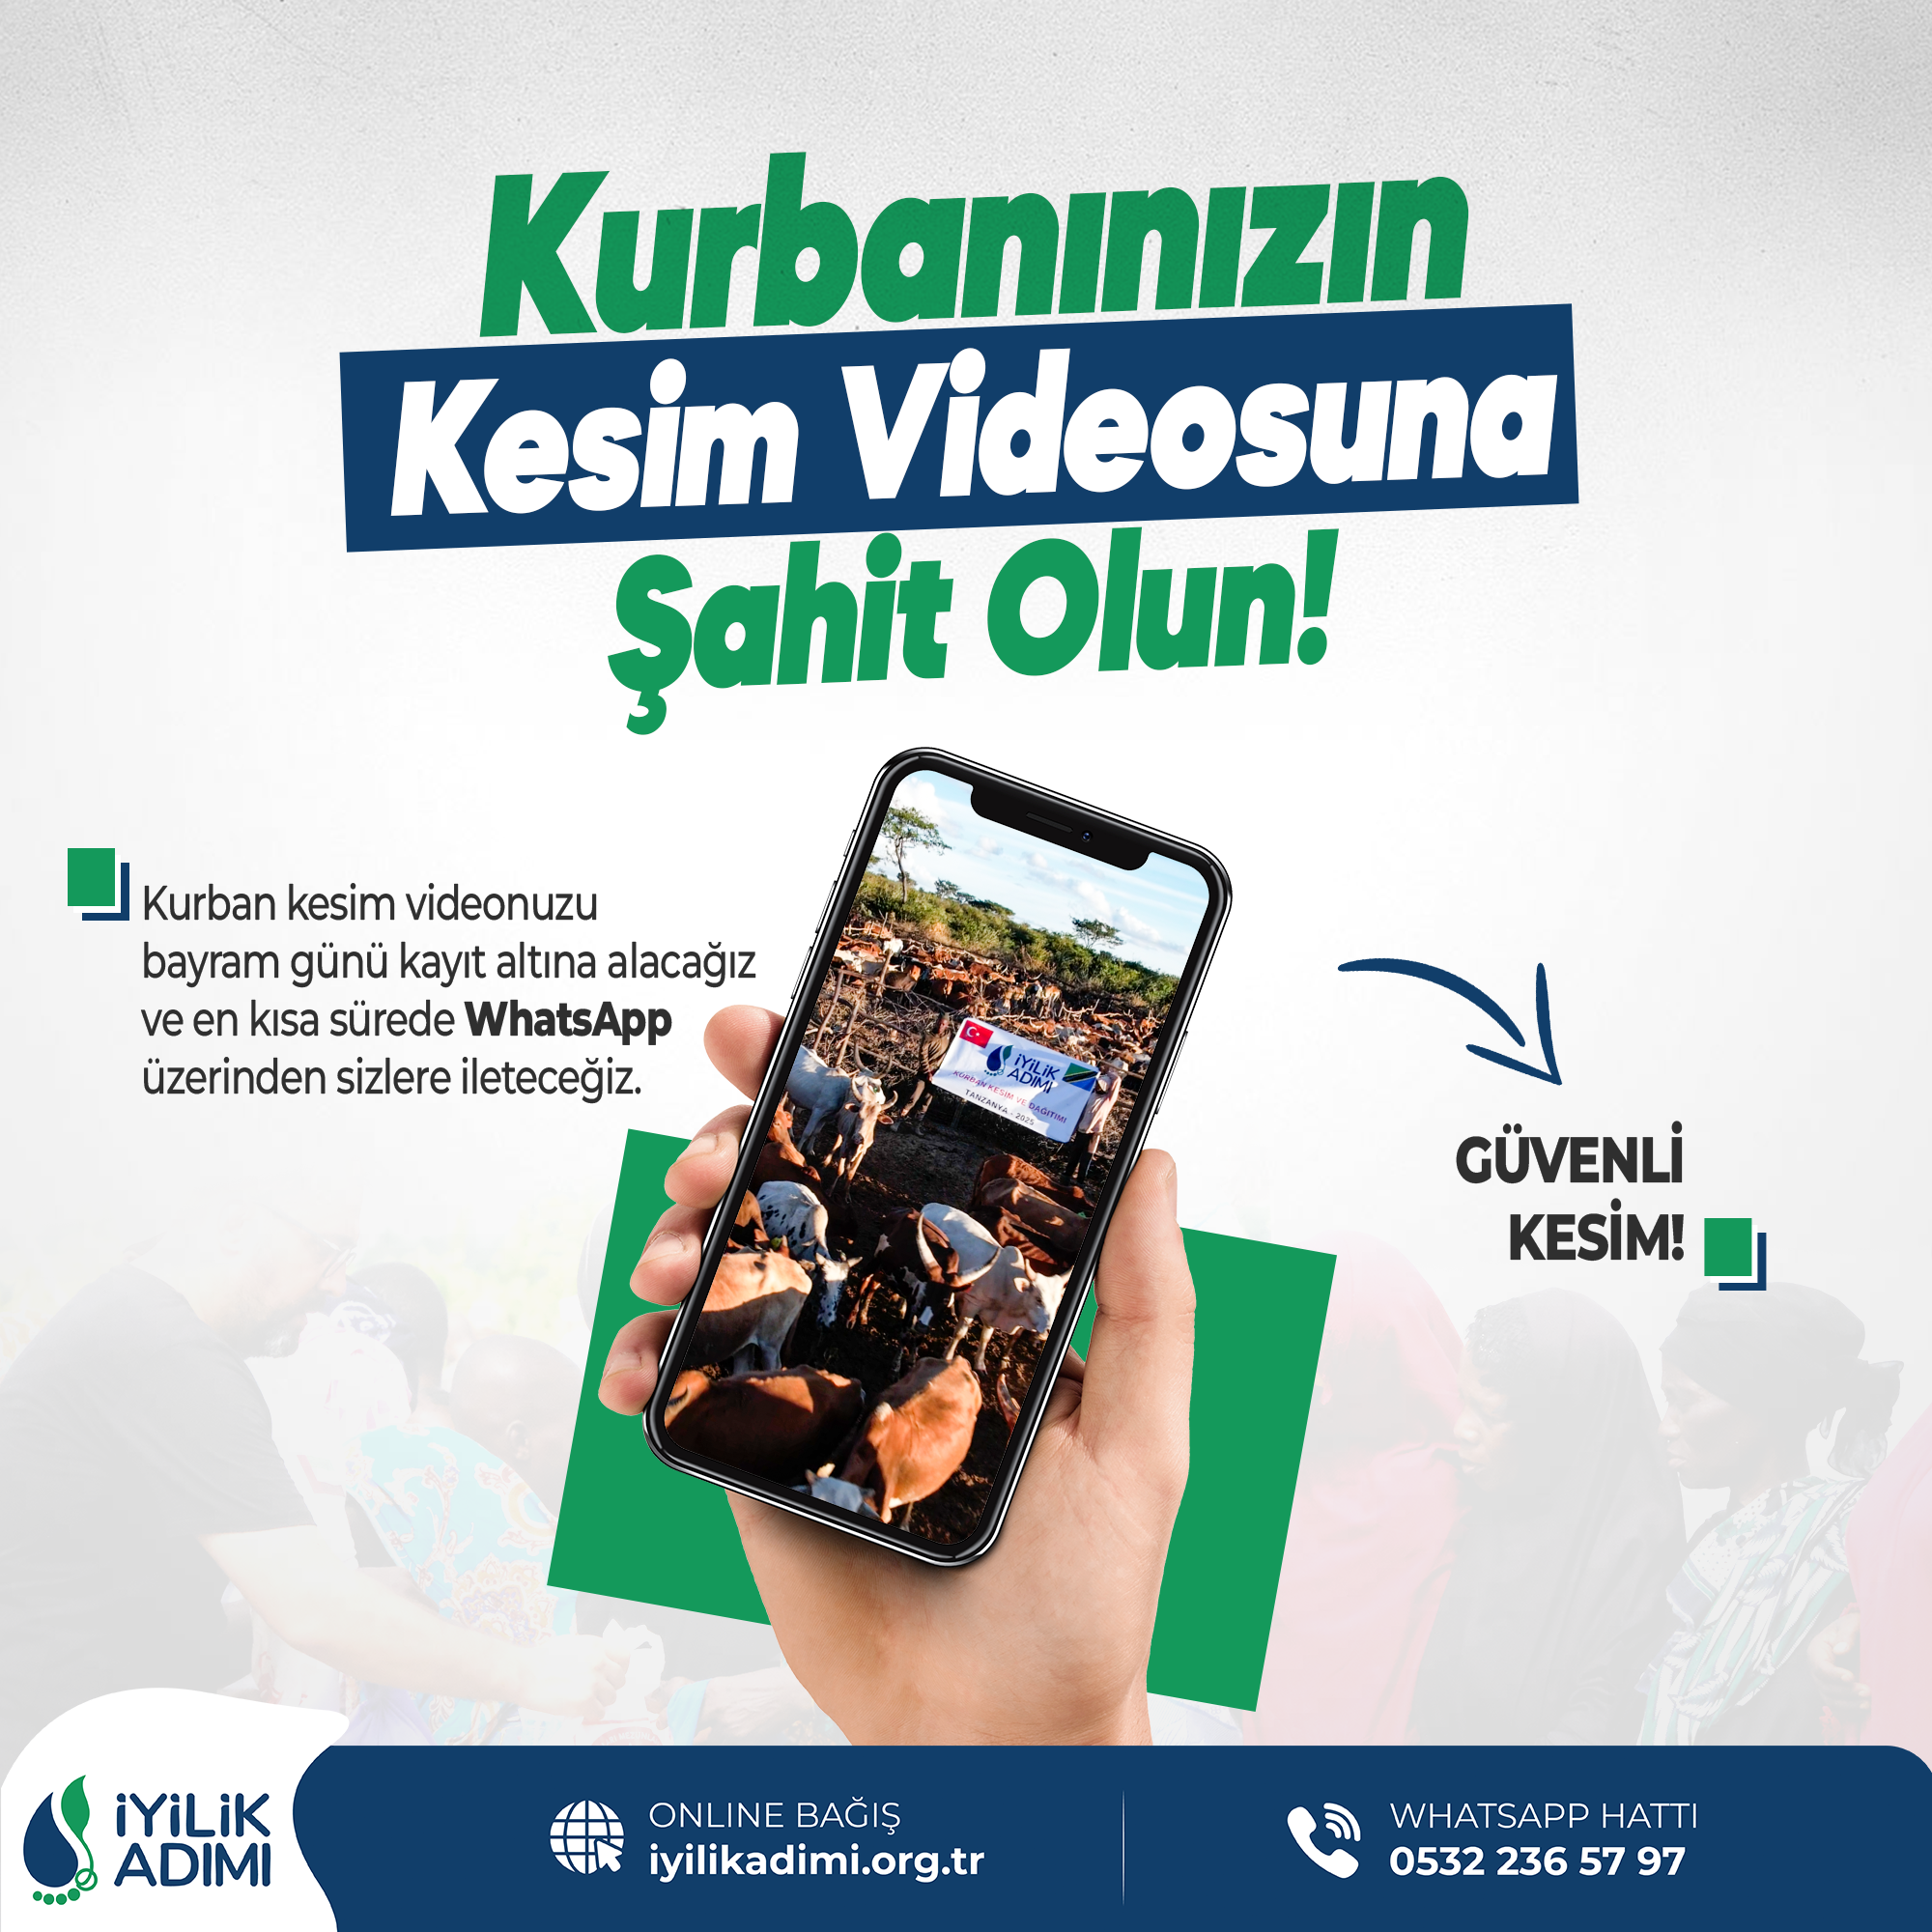 Kurbanınızın
Kesim Videosuna
Şahit Olun!
Kurban kesim videonuzu
bayram günü kayıt altına alacağız
ve en kısa sürede WhatsApp
üzerinden sizlere ileteceğiz.
İYİLİK
ADIMI
KURBAN KESİM VE DAĞITIMI
TANZANYA - 2025
GÜVENLİ
KESİM!
İYİLİK
ADIMI
ONLINE BAĞIŞ
iyilikadimi.org.tr
WHATSAPP HATTI
0532 236 57 97